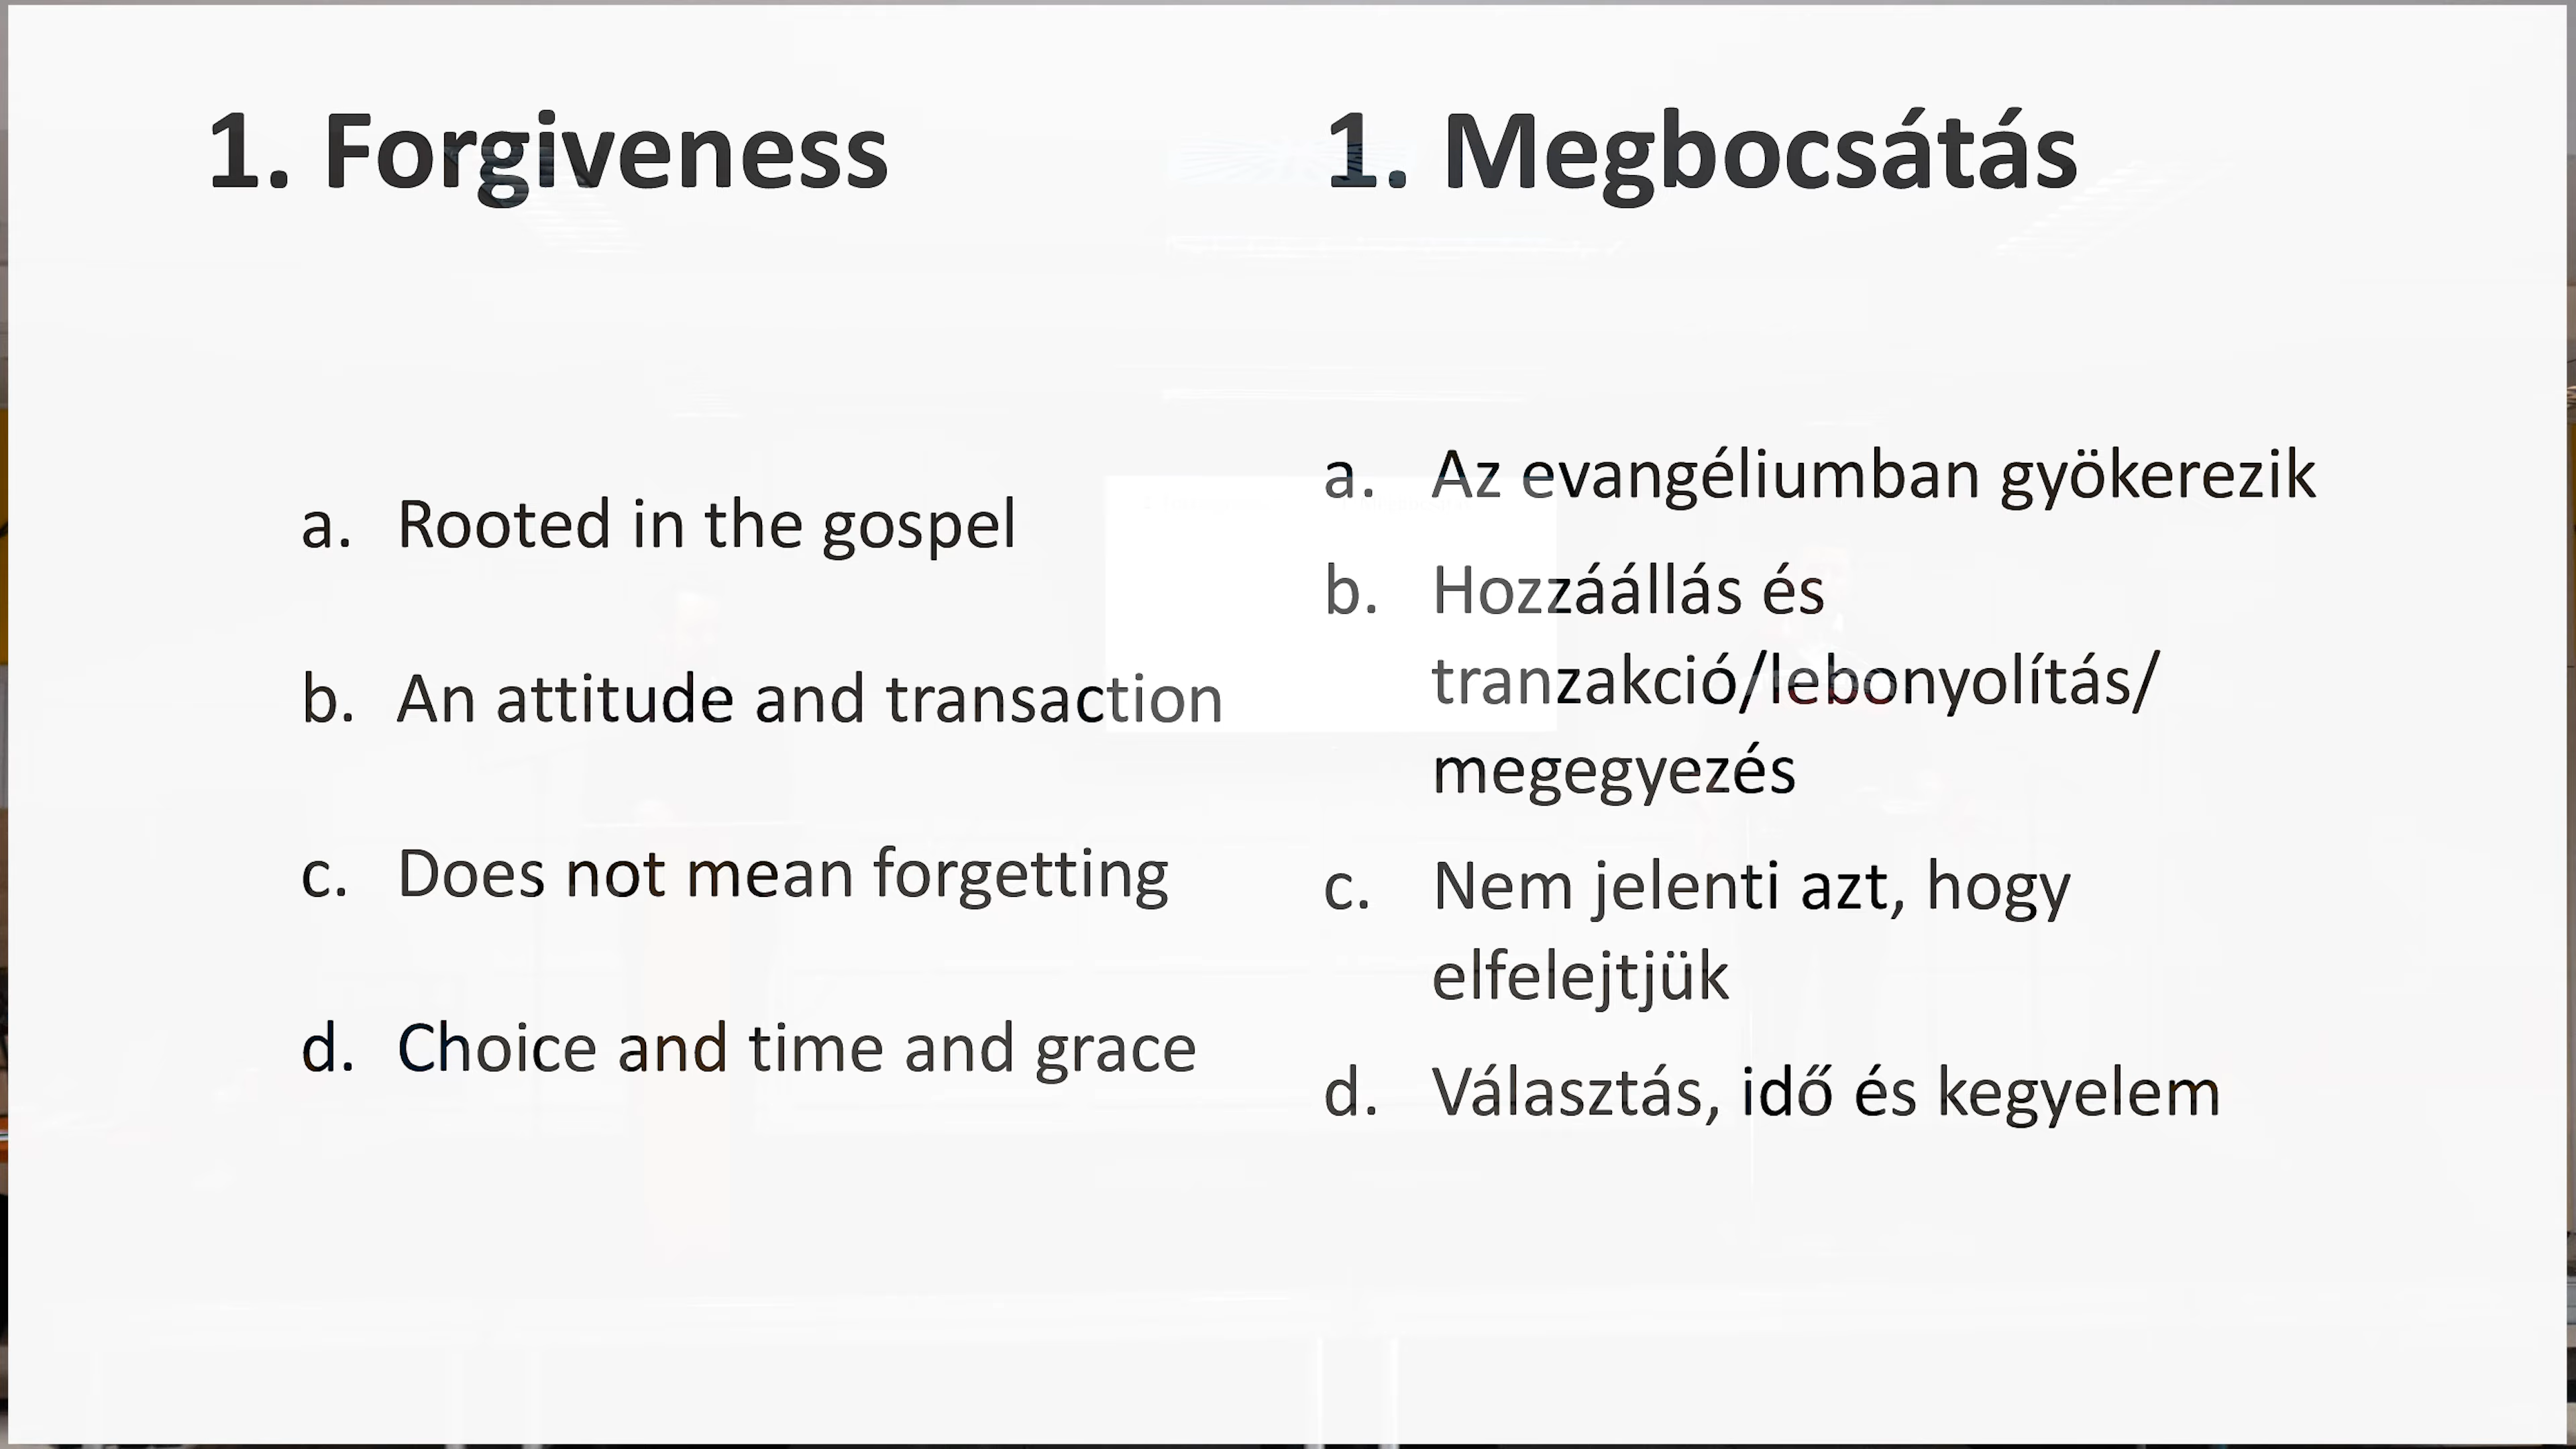 1. Forgiveness
a. Rooted in the gospel
b. An attitude and transaction
c. Does not mean forgetting
d. Choice and time and grace
1. Megbocsátás
a. Az evangéliumban gyökerezik
b. Hozzáállás és
tranzakció/lebonyolítás/
megegyezés
c. Nem jelenti azt, hogy
elfelejtjük
d. Választás, idő és kegyelem